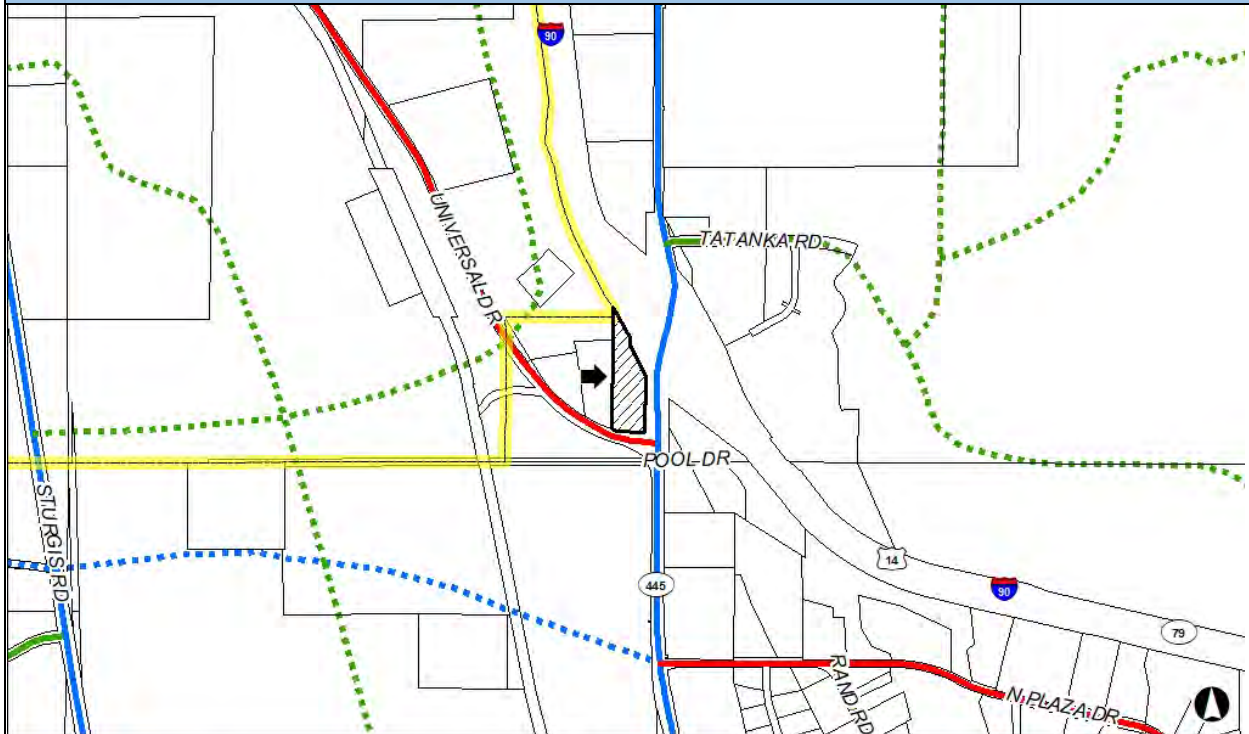 90
TATANKA RD
UNIVERSAL DR
POOL DR
STURGIS RD
14
445
90
79
RAND RD
N PLAZA DR